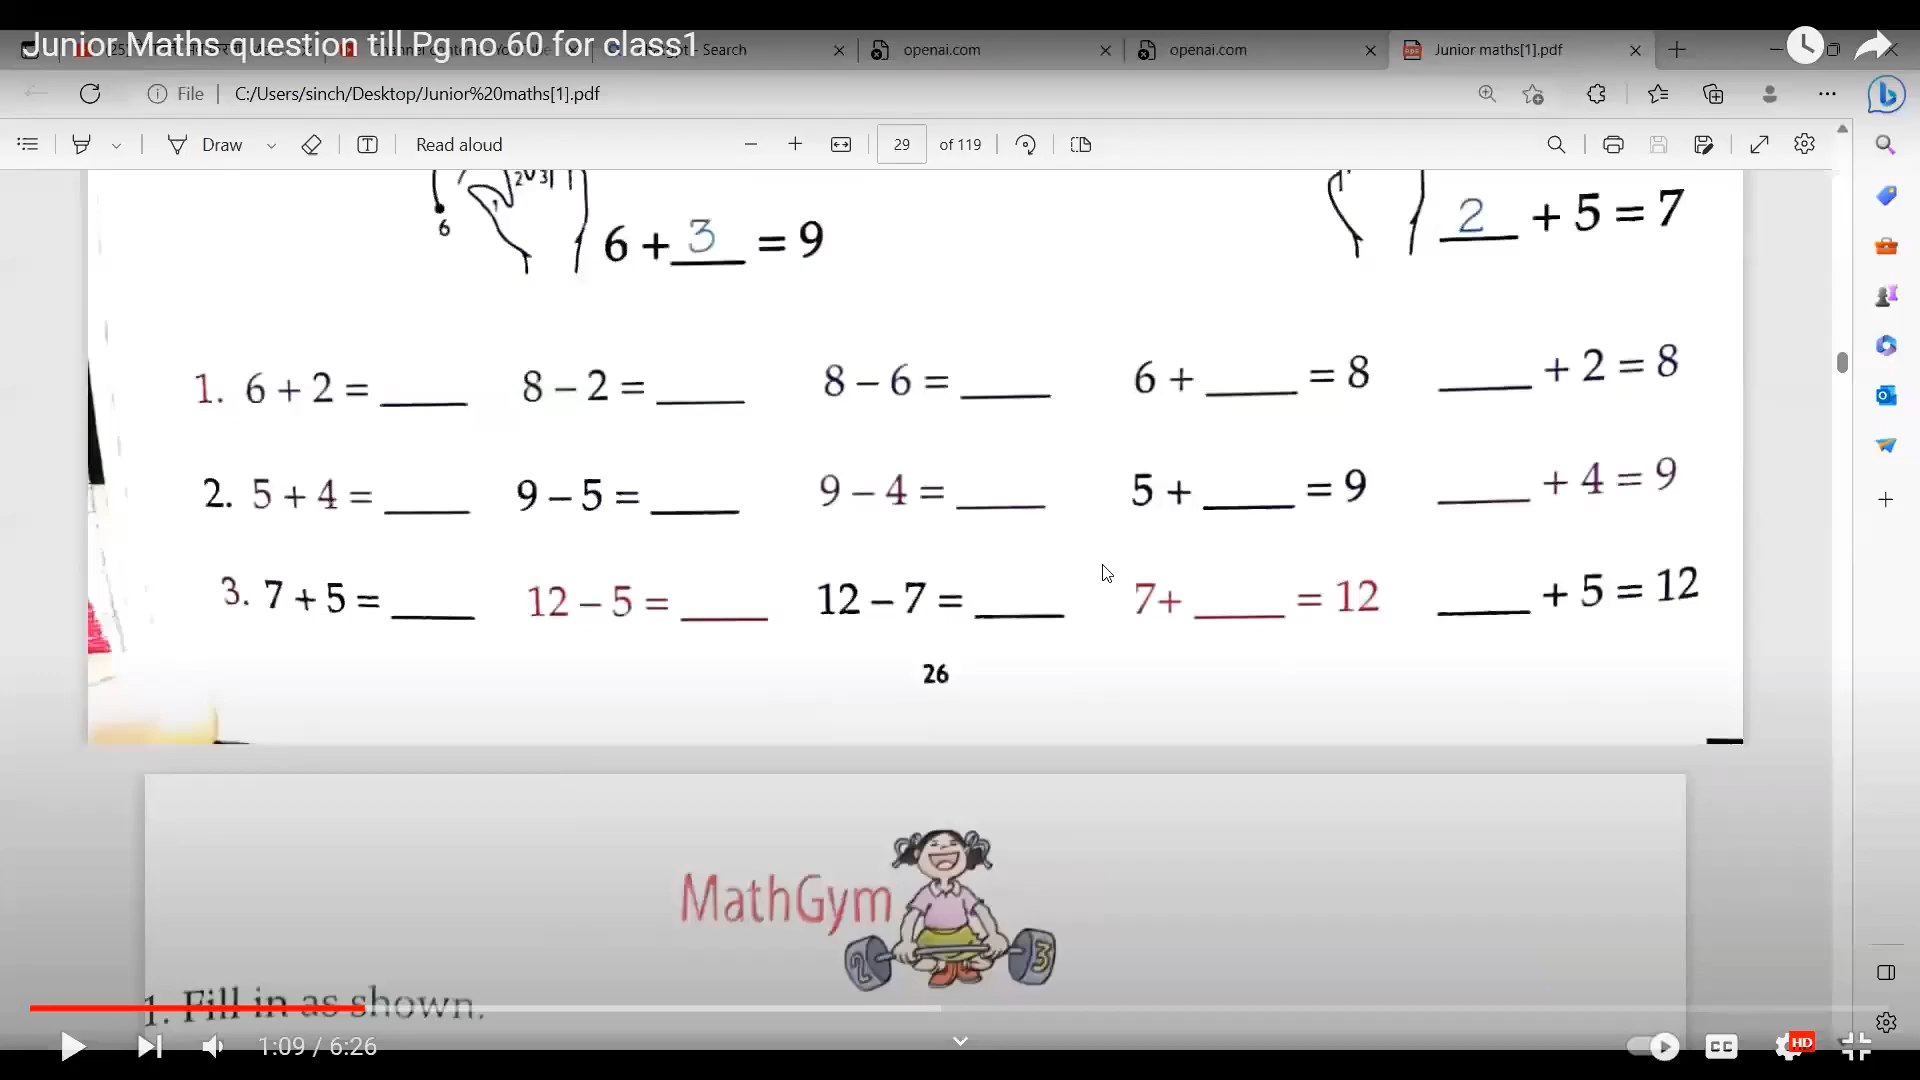 Junior Maths question till Pg no 60 for class1
- Search
openai.com
openai.com
Junior maths[1].pdf
File C:/Users/sinch/Desktop/Junior%20maths[1].pdf
Draw
Read aloud
29 of 119
6
6 + 3 = 9
2 + 5 = 7
1. 6 + 2 = ____ 8 – 2 = ____ 8 – 6 = ____ 6 + ____ = 8 ____ + 2 = 8
2. 5 + 4 = ____ 9 – 5 = ____ 9 – 4 = ____ 5 + ____ = 9 ____ + 4 = 9
3. 7 + 5 = ____ 12 – 5 = ____ 12 – 7 = ____ 7+ ____ = 12 ____ + 5 = 12
26
MathGym
2 3
1. Fill in as shown.
1:09 / 6:26
CC
HD